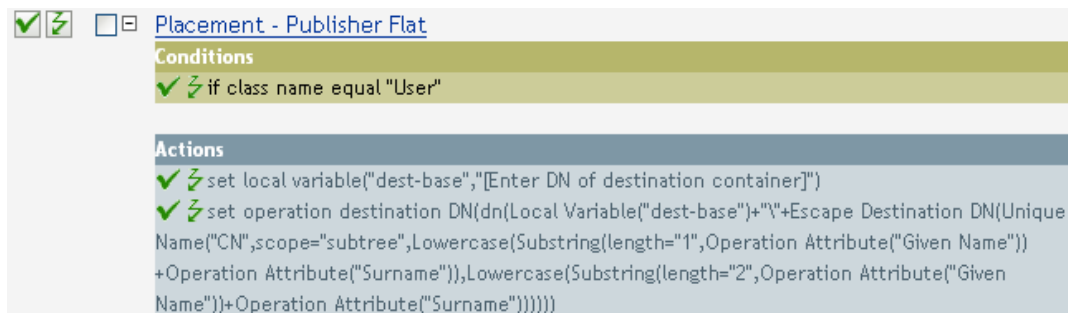 Placement - Publisher Flat
Conditions
if class name equal "User"
Actions
set local variable("dest-base","[Enter DN of destination container]")
set operation destination DN(dn(Local Variable("dest-base")+"\"+Escape Destination DN(Unique
Name("CN",scope="subtree",Lowercase(Substring(length="1",Operation Attribute("Given Name"))
+Operation Attribute("Surname")),Lowercase(Substring(length="2",Operation Attribute("Given
Name"))+Operation Attribute("Surname"))))))